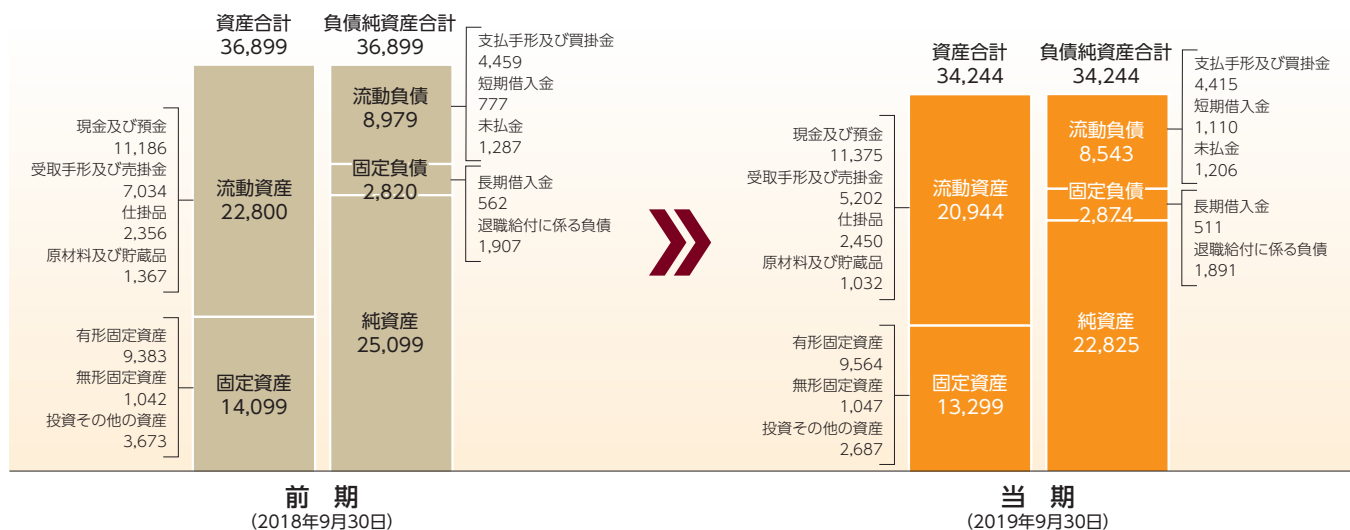 資産合計
36,899
負債純資産合計
36,899
現金及び預金
11,186
受取手形及び売掛金
7,034
仕掛品
2,356
原材料及び貯蔵品
1,367
有形固定資産
9,383
無形固定資産
1,042
投資その他の資産
3,673
流動資産
22,800
固定資産
14,099
流動負債
8,979
固定負債
2,820
純資産
25,099
支払手形及び買掛金
4,459
短期借入金
777
未払金
1,287
長期借入金
562
退職給付に係る負債
1,907
前 期
(2018年9月30日)
資産合計
34,244
負債純資産合計
34,244
現金及び預金
11,375
受取手形及び売掛金
5,202
仕掛品
2,450
原材料及び貯蔵品
1,032
有形固定資産
9,564
無形固定資産
1,047
投資その他の資産
2,687
流動資産
20,944
固定資産
13,299
流動負債
8,543
固定負債
2,874
純資産
22,825
支払手形及び買掛金
4,415
短期借入金
1,110
未払金
1,206
長期借入金
511
退職給付に係る負債
1,891
当 期
(2019年9月30日)